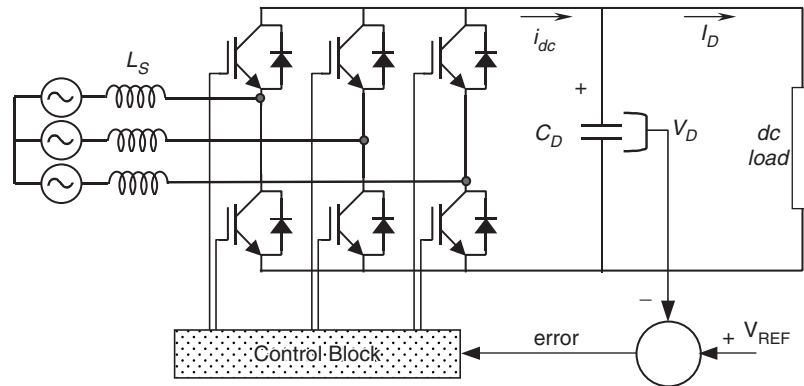 i_dc
I_D
L_S
+
C_D
V_D
dc
load
−
+ V_REF
error
Control Block